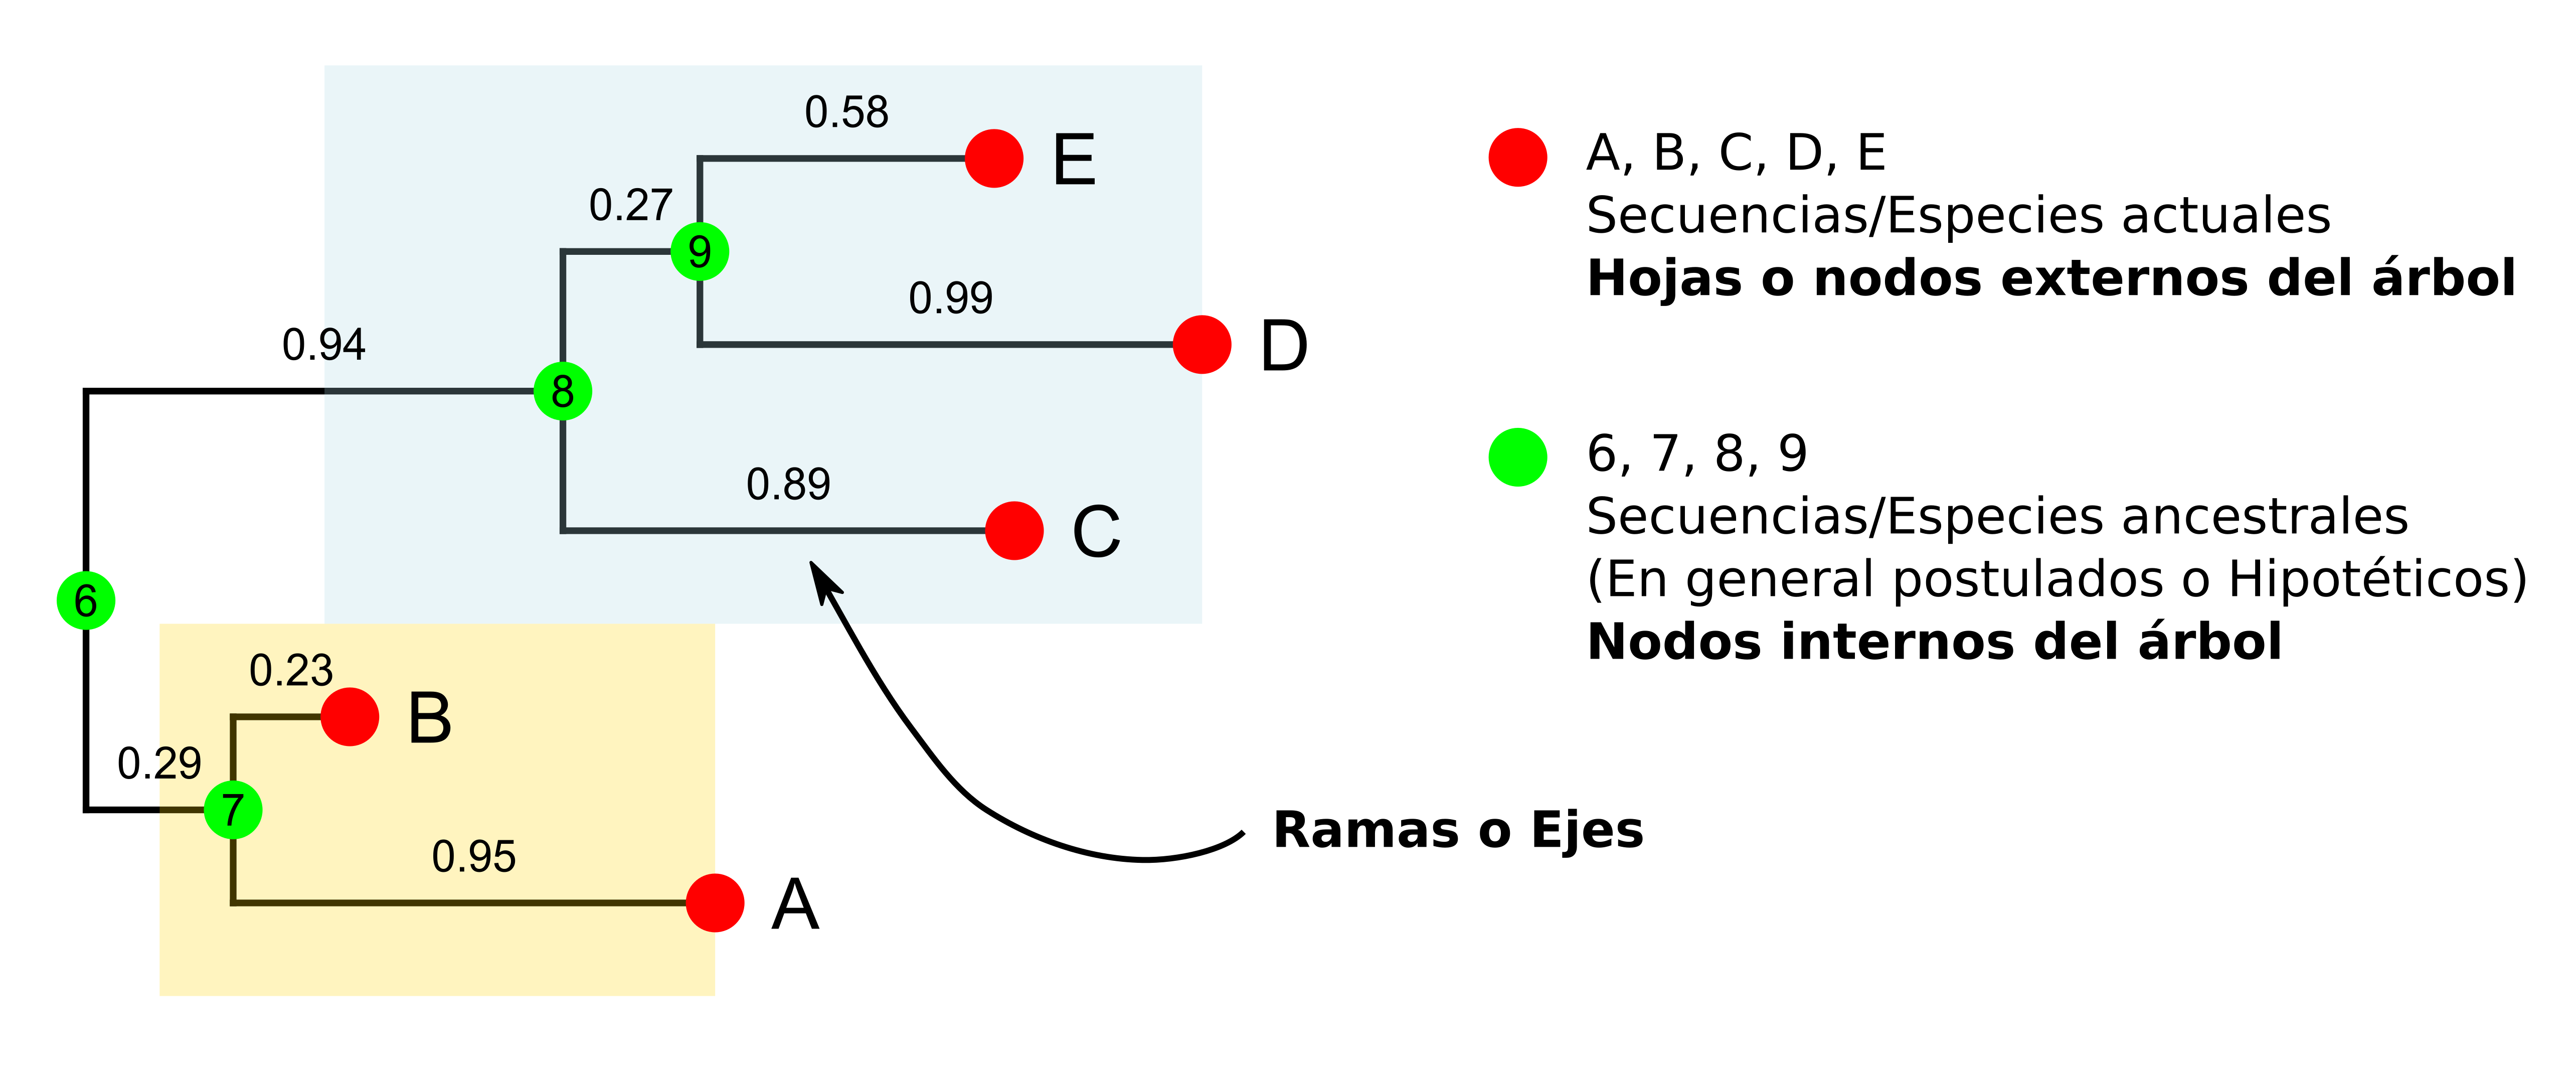 0.58
E
0.27
9
0.99
D
0.94
8
0.89
C
6
0.23
B
0.29
7
0.95
A
A, B, C, D, E
Secuencias/Especies actuales
Hojas o nodos externos del árbol
6, 7, 8, 9
Secuencias/Especies ancestrales
(En general postulados o Hipotéticos)
Nodos internos del árbol
Ramas o Ejes